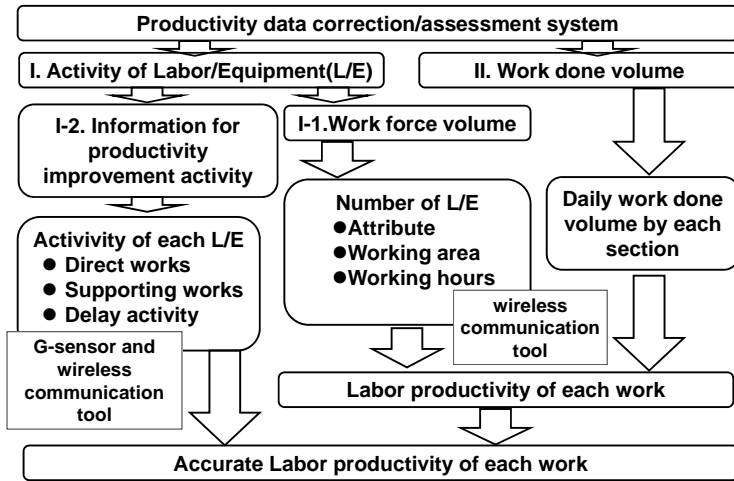 Productivity data correction/assessment system
I. Activity of Labor/Equipment(L/E)
II. Work done volume
I-2. Information for
productivity
improvement activity
I-1.Work force volume
Number of L/E
●Attribute
●Working area
●Working hours
Daily work done
volume by each
section
Activivity of each L/E
● Direct works
● Supporting works
● Delay activity
wireless
communication
tool
G-sensor and
wireless
communication
tool
Labor productivity of each work
Accurate Labor productivity of each work